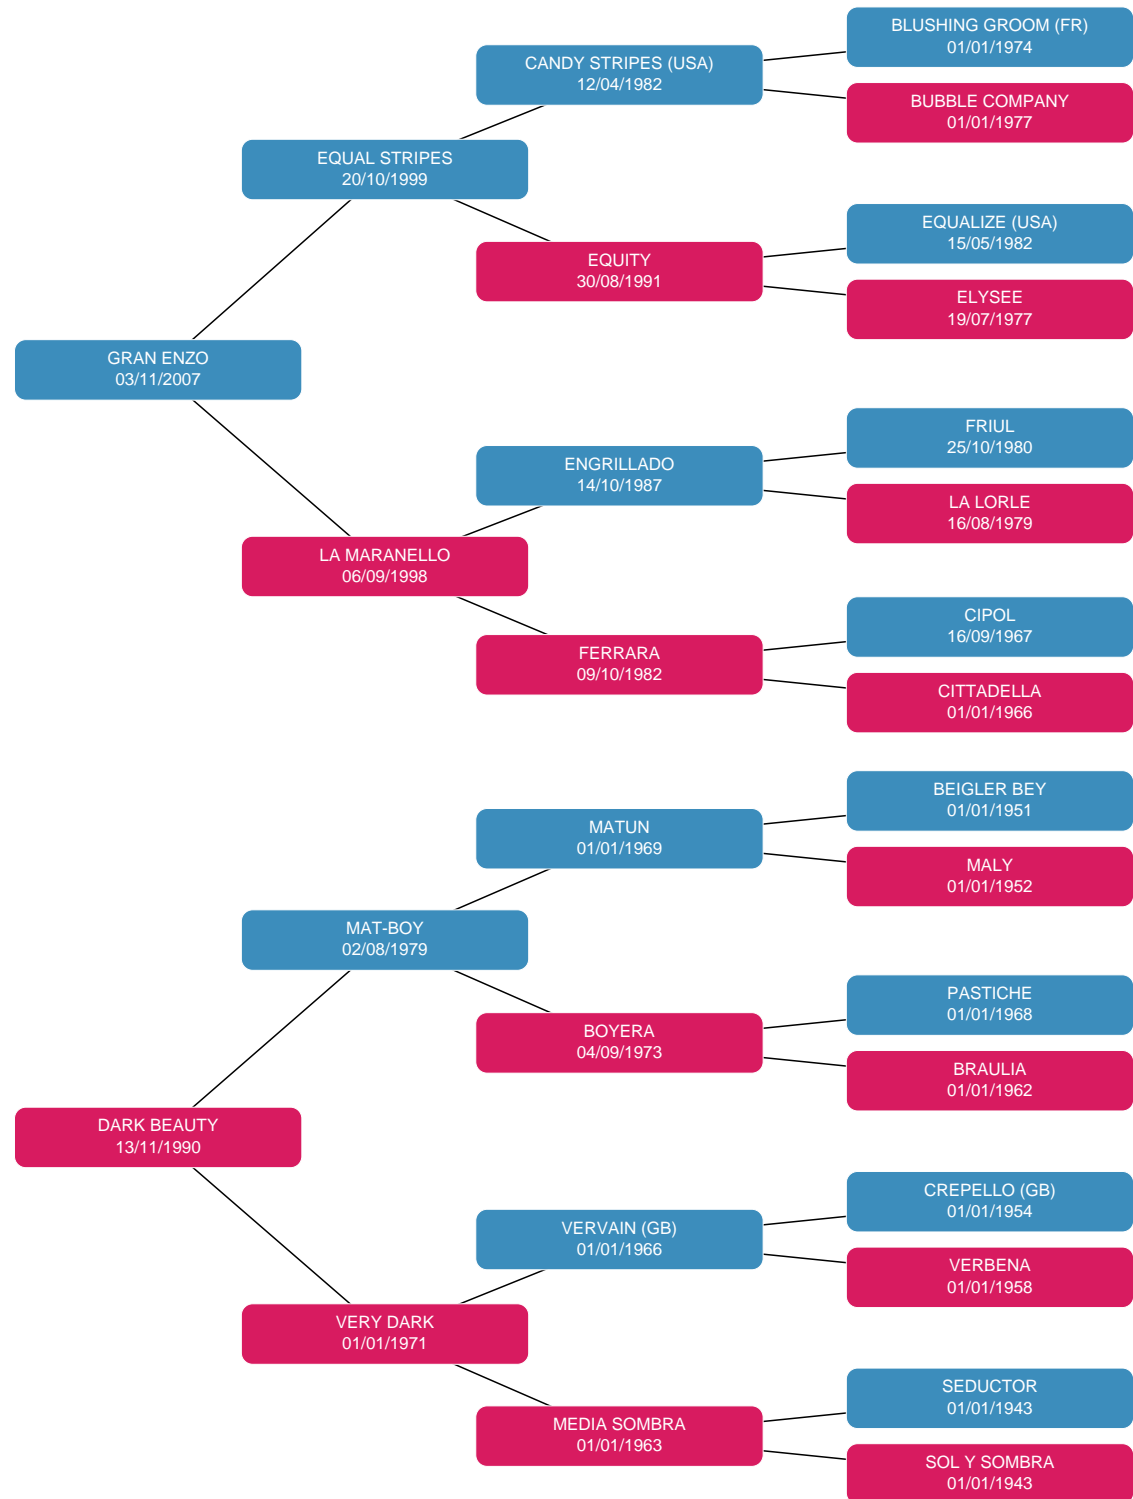 BLUSHING GROOM (FR)
01/01/1974
CANDY STRIPES (USA)
12/04/1982
BUBBLE COMPANY
01/01/1977
EQUAL STRIPES
20/10/1999
EQUALIZE (USA)
15/05/1982
EQUITY
30/08/1991
ELYSEE
19/07/1977
GRAN ENZO
03/11/2007
FRIUL
25/10/1980
ENGRILLADO
14/10/1987
LA LORLE
16/08/1979
LA MARANELLO
06/09/1998
CIPOL
16/09/1967
FERRARA
09/10/1982
CITTADELLA
01/01/1966
BEIGLER BEY
01/01/1951
MATUN
01/01/1969
MALY
01/01/1952
MAT-BOY
02/08/1979
PASTICHE
01/01/1968
BOYERA
04/09/1973
BRAULIA
01/01/1962
DARK BEAUTY
13/11/1990
CREPELLO (GB)
01/01/1954
VERVAIN (GB)
01/01/1966
VERBENA
01/01/1958
VERY DARK
01/01/1971
SEDUCTOR
01/01/1943
MEDIA SOMBRA
01/01/1963
SOL Y SOMBRA
01/01/1943